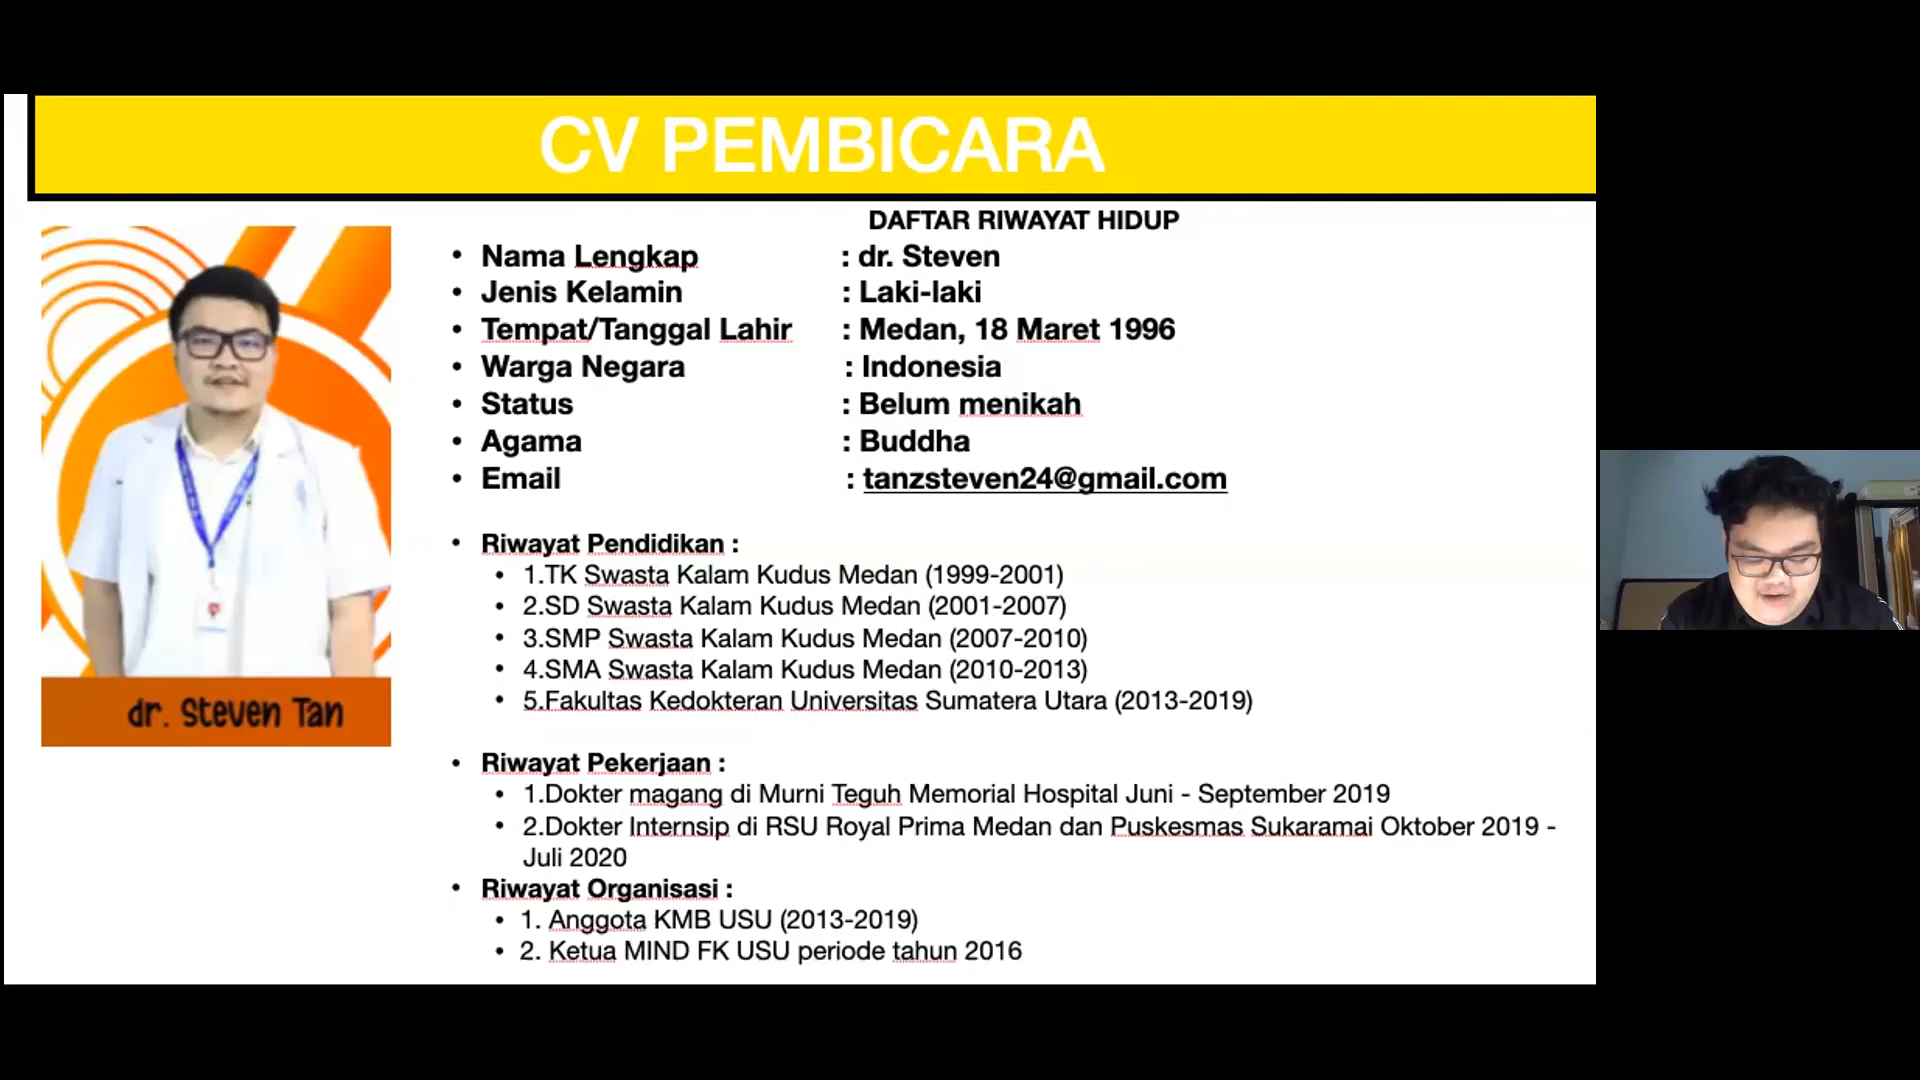 CV PEMBICARA
DAFTAR RIWAYAT HIDUP
• Nama Lengkap : dr. Steven
• Jenis Kelamin : Laki-laki
• Tempat/Tanggal Lahir : Medan, 18 Maret 1996
• Warga Negara : Indonesia
• Status : Belum menikah
• Agama : Buddha
• Email : tanzsteven24@gmail.com
• Riwayat Pendidikan :
• 1.TK Swasta Kalam Kudus Medan (1999-2001)
• 2.SD Swasta Kalam Kudus Medan (2001-2007)
• 3.SMP Swasta Kalam Kudus Medan (2007-2010)
• 4.SMA Swasta Kalam Kudus Medan (2010-2013)
• 5.Fakultas Kedokteran Universitas Sumatera Utara (2013-2019)
dr. Steven Tan
• Riwayat Pekerjaan :
• 1.Dokter magang di Murni Teguh Memorial Hospital Juni - September 2019
• 2.Dokter Internsip di RSU Royal Prima Medan dan Puskesmas Sukaramai Oktober 2019 -
Juli 2020
• Riwayat Organisasi :
• 1. Anggota KMB USU (2013-2019)
• 2. Ketua MIND FK USU periode tahun 2016